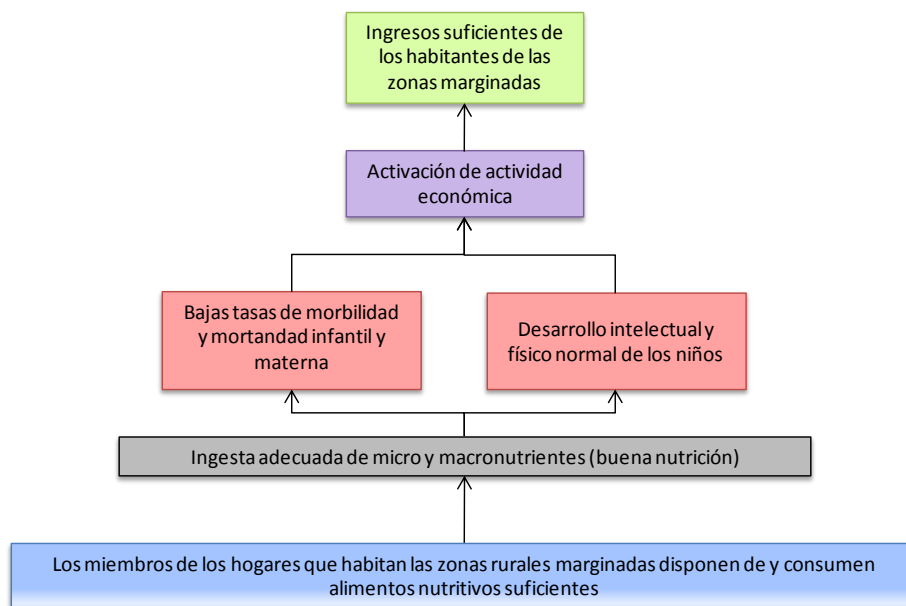 Ingresos suficientes de
los habitantes de las
zonas marginadas
Activación de actividad
económica
Bajas tasas de morbilidad
y mortandad infantil y
materna
Desarrollo intelectual y
físico normal de los niños
Ingesta adecuada de micro y macronutrientes (buena nutrición)
Los miembros de los hogares que habitan las zonas rurales marginadas disponen de y consumen
alimentos nutritivos suficientes